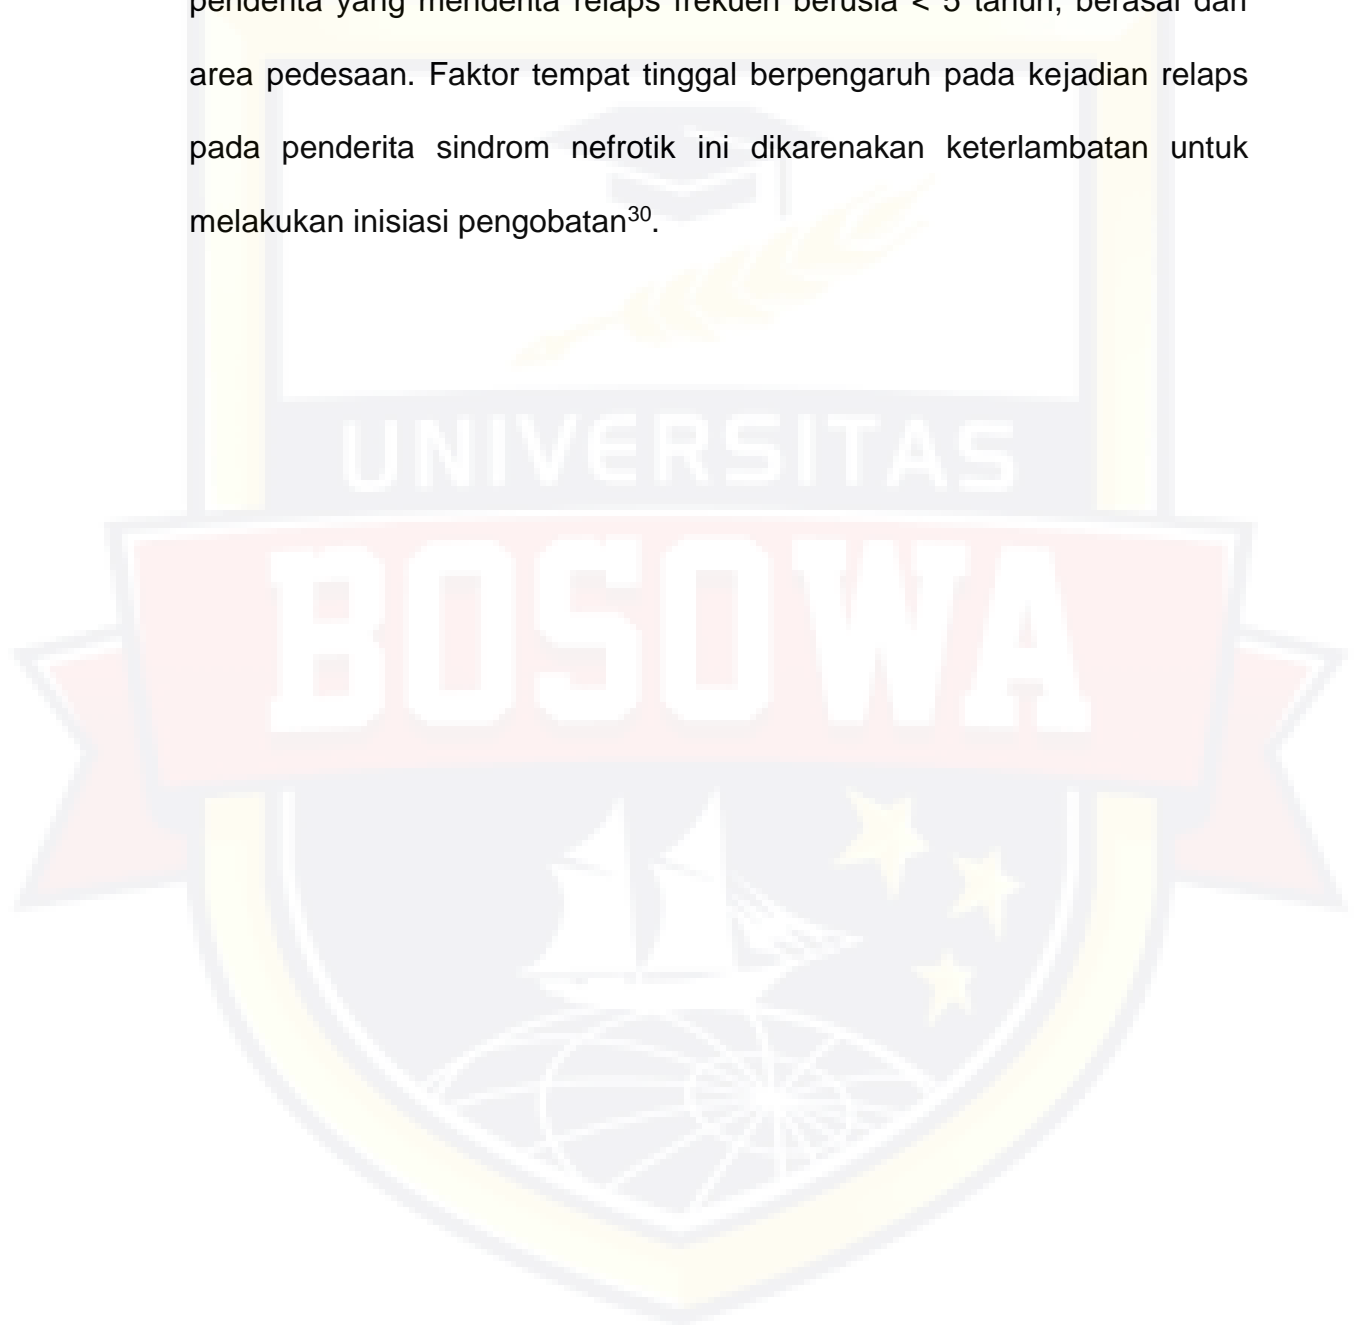 penderita yang menderita relaps frekuen berusia < 5 tahun, berasal dari
area pedesaan. Faktor tempat tinggal berpengaruh pada kejadian relaps
pada penderita sindrom nefrotik ini dikarenakan keterlambatan untuk
melakukan inisiasi pengobatan³⁰.
UNIVERSITAS
BOSOWA